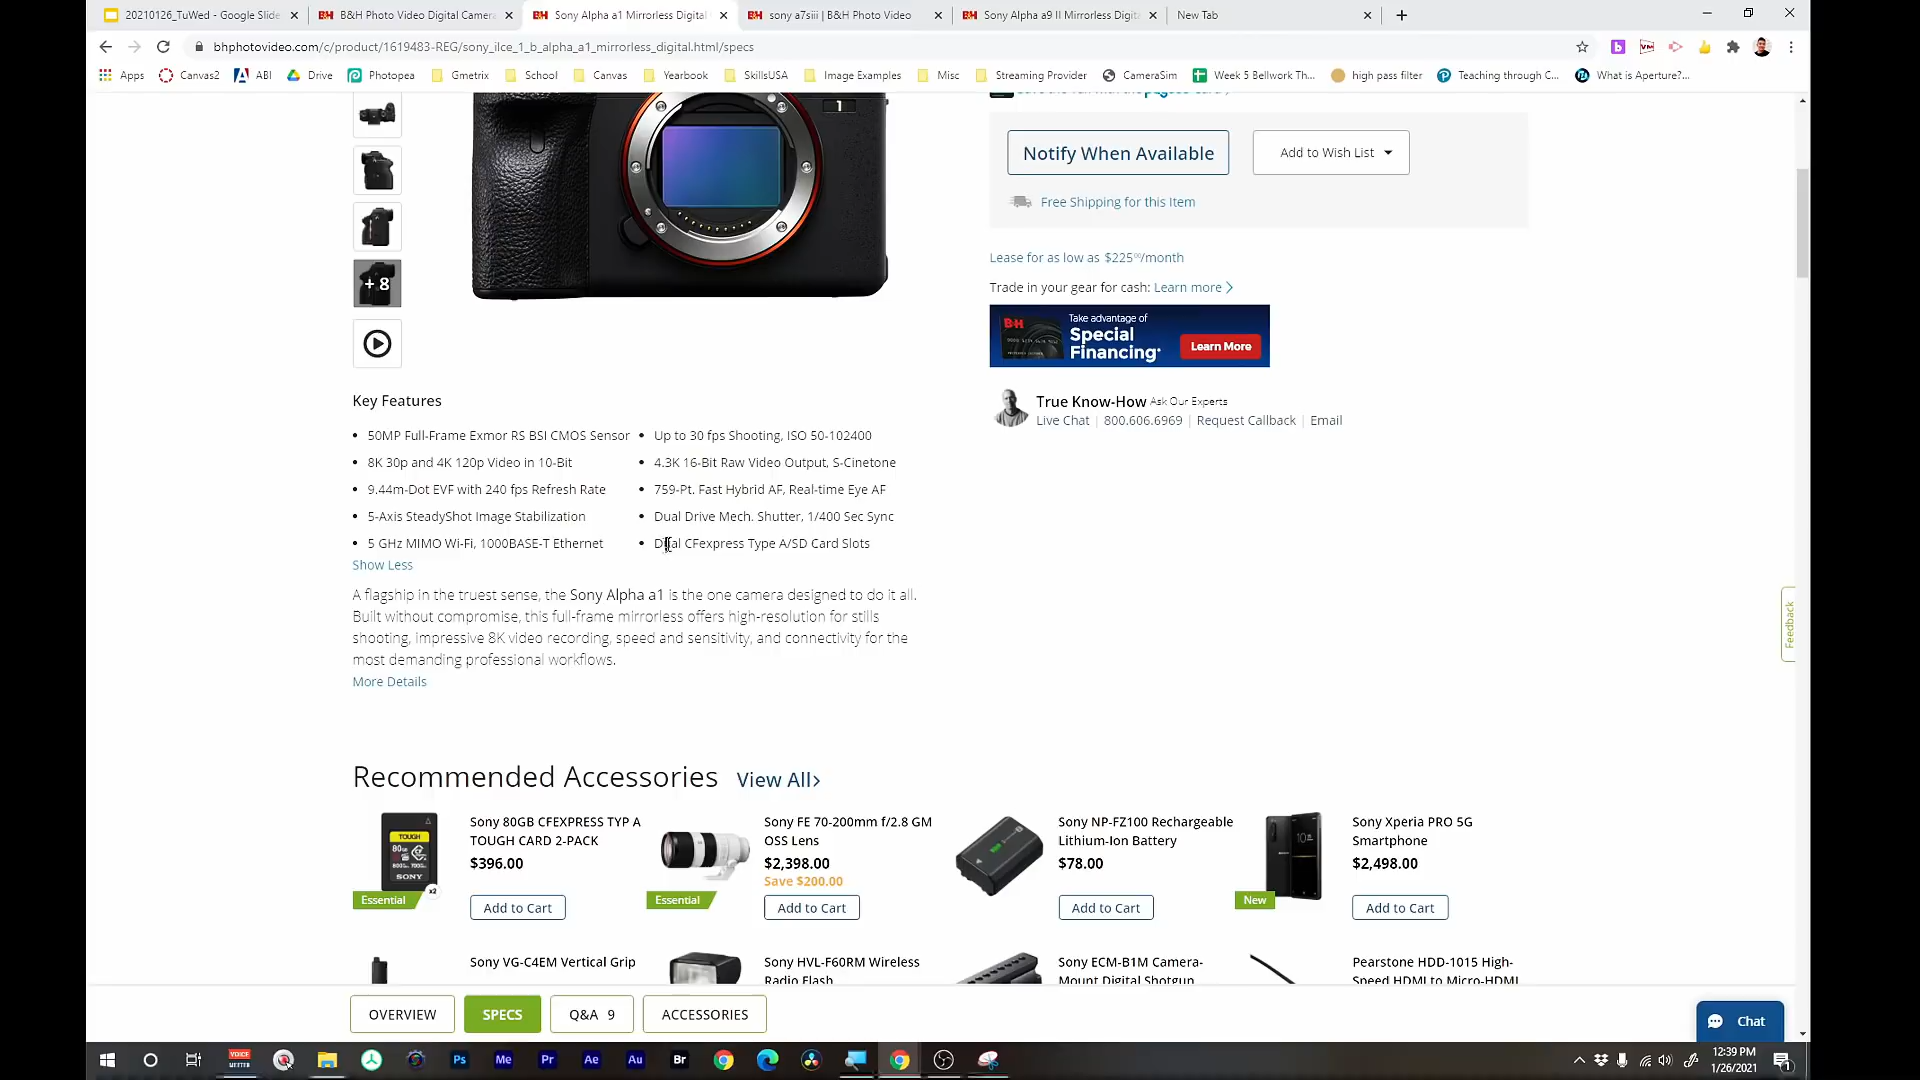 20210126_TuWed - Google Slide
B&H Photo Video Digital Camera
Sony Alpha a1 Mirrorless Digital
sony a7siii | B&H Photo Video
Sony Alpha a9 II Mirrorless Digit
New Tab
bhphotovideo.com/c/product/1619483-REG/sony_ilce_1_b_alpha_a1_mirrorless_digital.html/specs
Apps
Canvas2
ABI
Drive
Photopea
Gmetrix
School
Canvas
Yearbook
SkillsUSA
Image Examples
Misc
Streaming Provider
CameraSim
Week 5 Bellwork Th...
high pass filter
Teaching through C...
What is Aperture?...
1
Notify When Available
Add to Wish List
Free Shipping for this Item
+ 8
Lease for as low as $225⁰⁰/month
Trade in your gear for cash: Learn more
B&H
Take advantage of
Special
Financing*
Learn More
True Know-How Ask Our Experts
Live Chat | 800.606.6969 | Request Callback | Email
Key Features
• 50MP Full-Frame Exmor RS BSI CMOS Sensor
• 8K 30p and 4K 120p Video in 10-Bit
• 9.44m-Dot EVF with 240 fps Refresh Rate
• 5-Axis SteadyShot Image Stabilization
• 5 GHz MIMO Wi-Fi, 1000BASE-T Ethernet
• Up to 30 fps Shooting, ISO 50-102400
• 4.3K 16-Bit Raw Video Output, S-Cinetone
• 759-Pt. Fast Hybrid AF, Real-time Eye AF
• Dual Drive Mech. Shutter, 1/400 Sec Sync
• Dual CFexpress Type A/SD Card Slots
Show Less
A flagship in the truest sense, the Sony Alpha a1 is the one camera designed to do it all.
Built without compromise, this full-frame mirrorless offers high-resolution for stills
shooting, impressive 8K video recording, speed and sensitivity, and connectivity for the
most demanding professional workflows.
More Details
Feedback
Recommended Accessories View All>
TOUGH
SONY
x2
Essential
Sony 80GB CFEXPRESS TYP A
TOUGH CARD 2-PACK
$396.00
Add to Cart
Essential
Sony FE 70-200mm f/2.8 GM
OSS Lens
$2,398.00
Save $200.00
Add to Cart
Sony NP-FZ100 Rechargeable
Lithium-Ion Battery
$78.00
Add to Cart
New
Sony Xperia PRO 5G
Smartphone
$2,498.00
Add to Cart
Sony VG-C4EM Vertical Grip
Sony HVL-F60RM Wireless
Radio Flash
Sony ECM-B1M Camera-
Mount Digital Shotgun
Pearstone HDD-1015 High-
Speed HDMI to Micro-HDMI
OVERVIEW
SPECS
Q&A 9
ACCESSORIES
Chat
Ps
Me
Pr
Ae
Au
Br
12:39 PM
1/26/2021